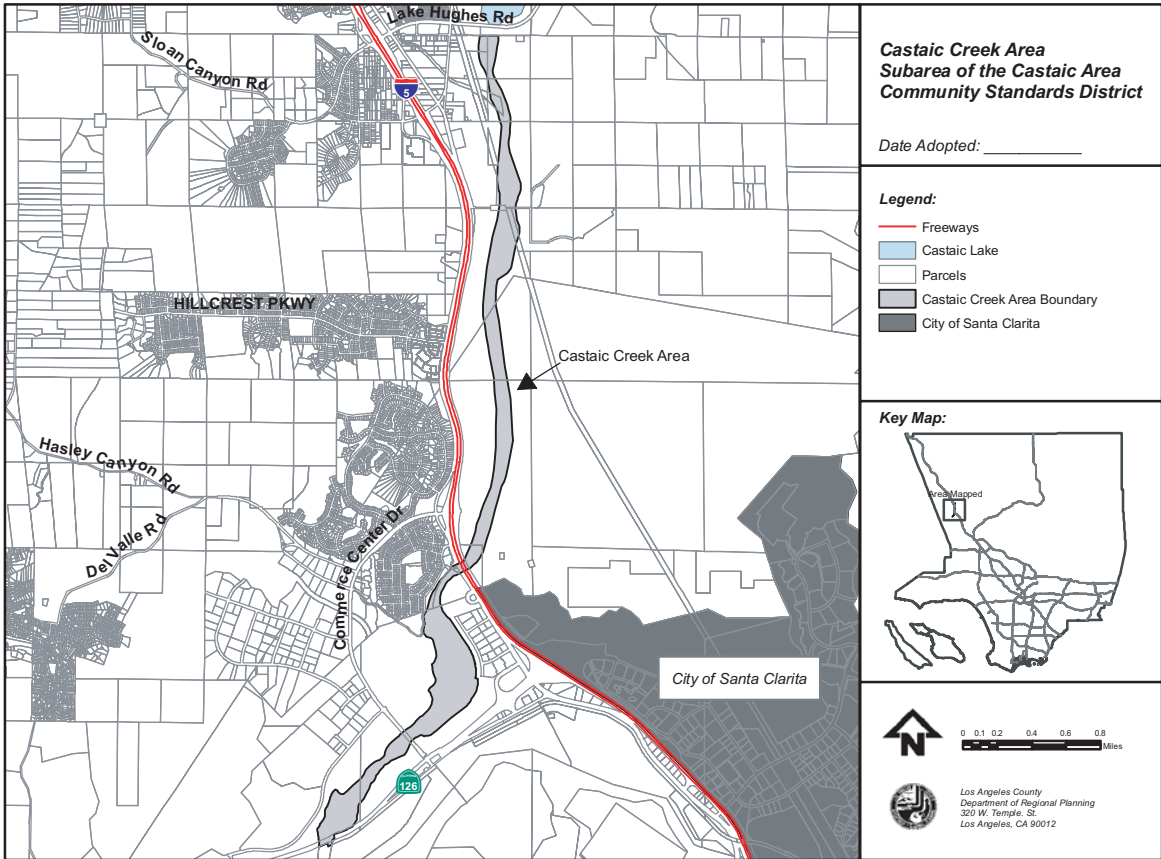 Lake Hughes Rd
Sloan Canyon Rd
5
HILLCREST PKWY
Castaic Creek Area
Hasley Canyon Rd
Del Valle Rd
Commerce Center Dr
City of Santa Clarita
126
Castaic Creek Area
Subarea of the Castaic Area
Community Standards District
Date Adopted: ___________
Legend:
Freeways
Castaic Lake
Parcels
Castaic Creek Area Boundary
City of Santa Clarita
Key Map:
Area Mapped
N
0 0.1 0.2 0.4 0.6 0.8
Miles
Los Angeles County
Department of Regional Planning
320 W. Temple. St.
Los Angeles, CA 90012